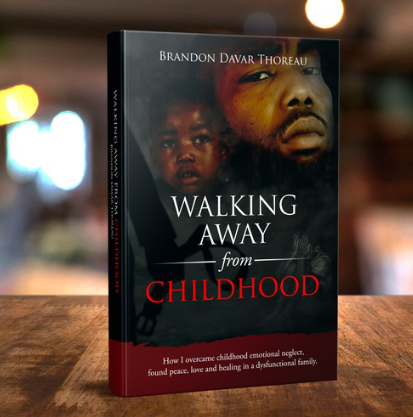 BRANDON DAVAR THOREAU
WALKING
AWAY
from
CHILDHOOD
How I overcame childhood emotional neglect,
found peace, love and healing in a dysfunctional family.
WALKING AWAY FROM CHILDHOOD